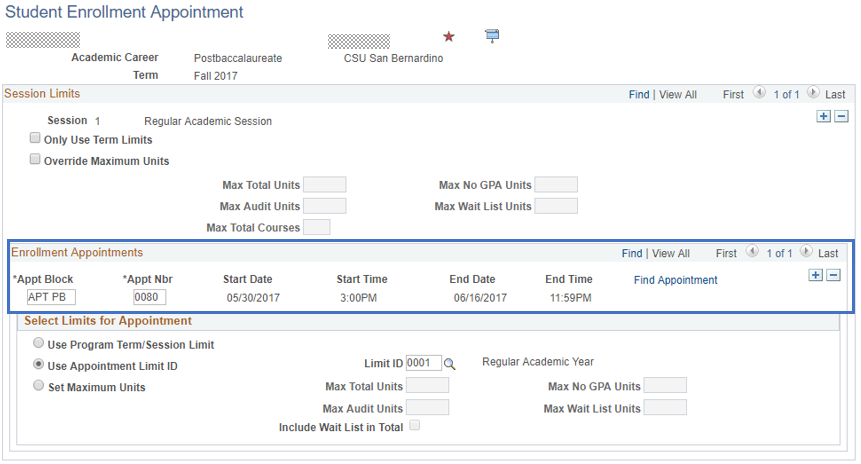 Student Enrollment Appointment
Academic Career Postbaccalaureate CSU San Bernardino
Term Fall 2017
Session Limits Find | View All First 1 of 1 Last
Session 1 Regular Academic Session
Only Use Term Limits
Override Maximum Units
Max Total Units Max No GPA Units
Max Audit Units Max Wait List Units
Max Total Courses
Enrollment Appointments Find | View All First 1 of 1 Last
*Appt Block *Appt Nbr Start Date Start Time End Date End Time Find Appointment
APT PB 0080 05/30/2017 3:00PM 06/16/2017 11:59PM
Select Limits for Appointment
Use Program Term/Session Limit
Use Appointment Limit ID Limit ID 0001 Regular Academic Year
Set Maximum Units Max Total Units Max No GPA Units
Max Audit Units Max Wait List Units
Include Wait List in Total